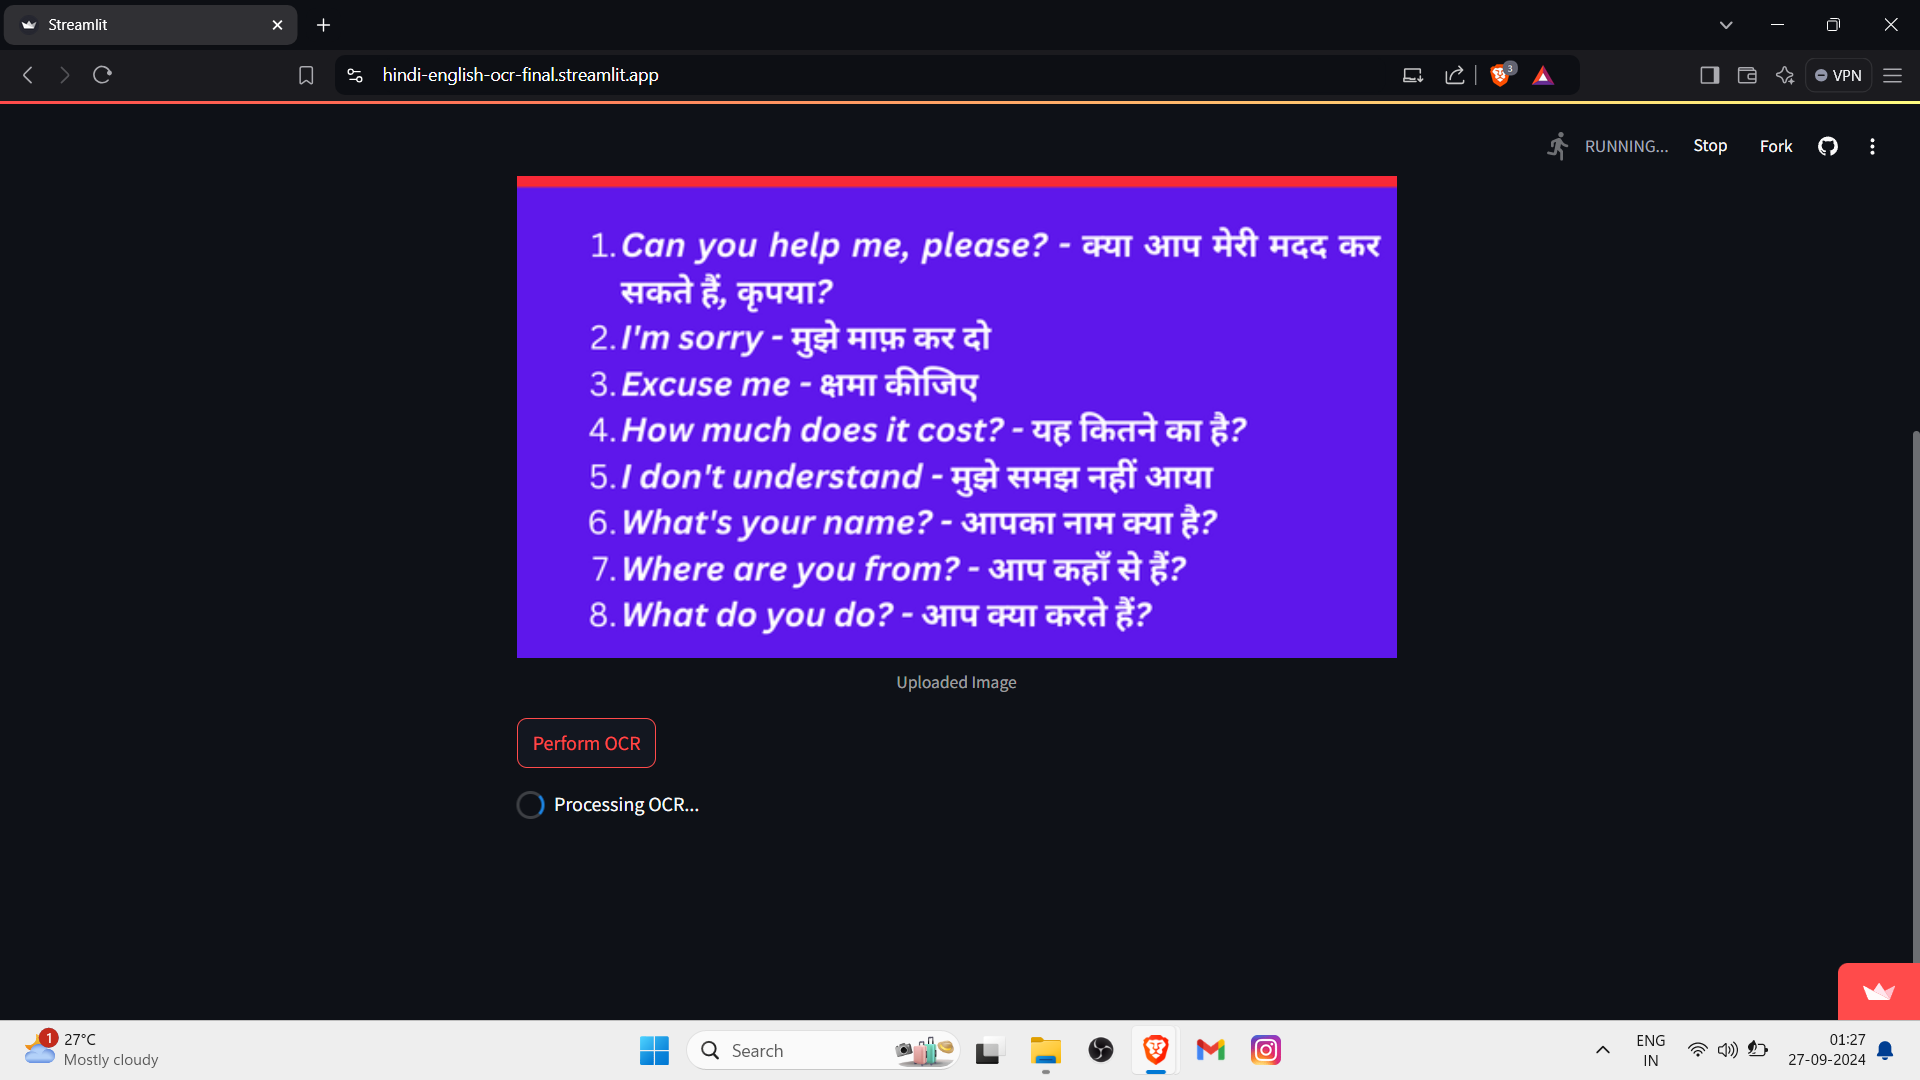 Streamlit
hindi-english-ocr-final.streamlit.app
3
VPN
RUNNING...
Stop
Fork
1. Can you help me, please? - क्या आप मेरी मदद कर
सकते हैं, कृपया?
2. I'm sorry - मुझे माफ़ कर दो
3. Excuse me - क्षमा कीजिए
4. How much does it cost? - यह कितने का है?
5. I don't understand - मुझे समझ नहीं आया
6. What's your name? - आपका नाम क्या है?
7. Where are you from? - आप कहाँ से हैं?
8. What do you do? - आप क्या करते हैं?
Uploaded Image
Perform OCR
Processing OCR...
1
27°C
Mostly cloudy
Search
ENG
IN
01:27
27-09-2024